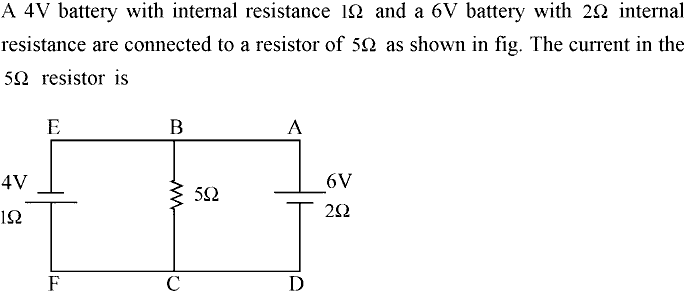 A 4V battery with internal resistance 1Ω and a 6V battery with 2Ω internal
resistance are connected to a resistor of 5Ω as shown in fig. The current in the
5Ω resistor is
E B A
4V 6V
5Ω
1Ω 2Ω
F C D